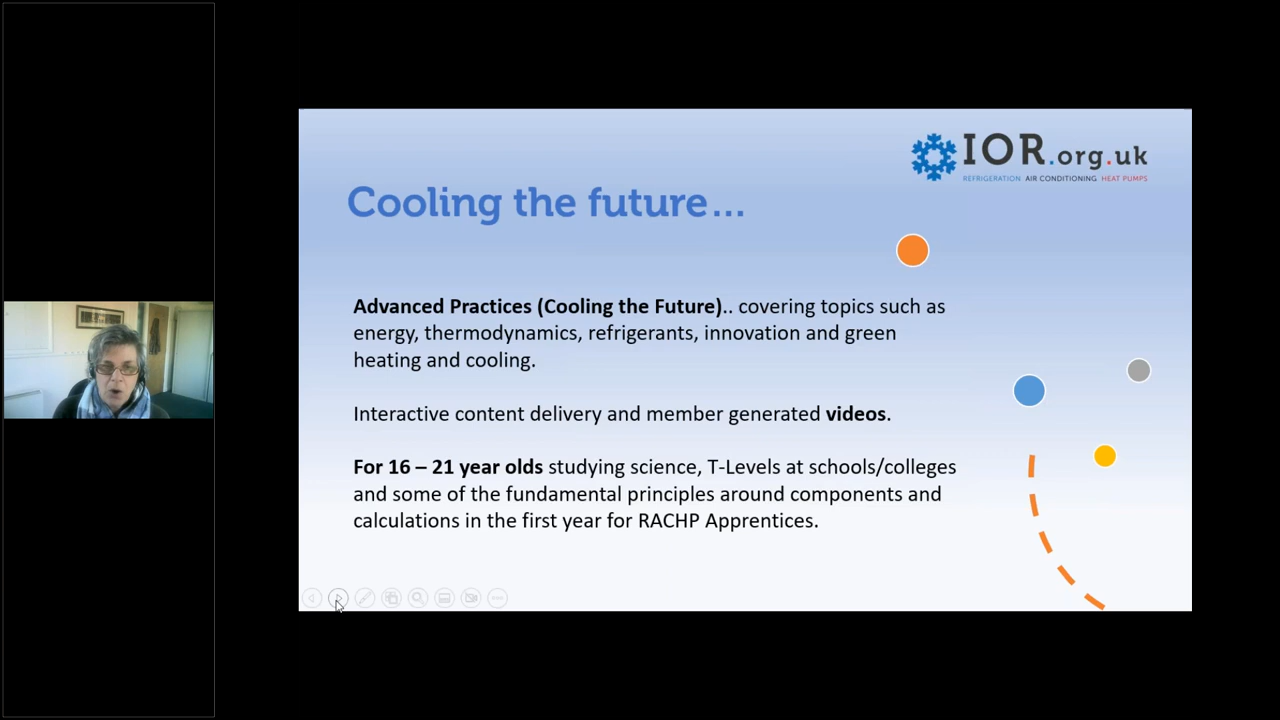 IOR.org.uk
REFRIGERATION AIR CONDITIONING HEAT PUMPS
Cooling the future...
Advanced Practices (Cooling the Future).. covering topics such as
energy, thermodynamics, refrigerants, innovation and green
heating and cooling.
Interactive content delivery and member generated videos.
For 16 – 21 year olds studying science, T-Levels at schools/colleges
and some of the fundamental principles around components and
calculations in the first year for RACHP Apprentices.